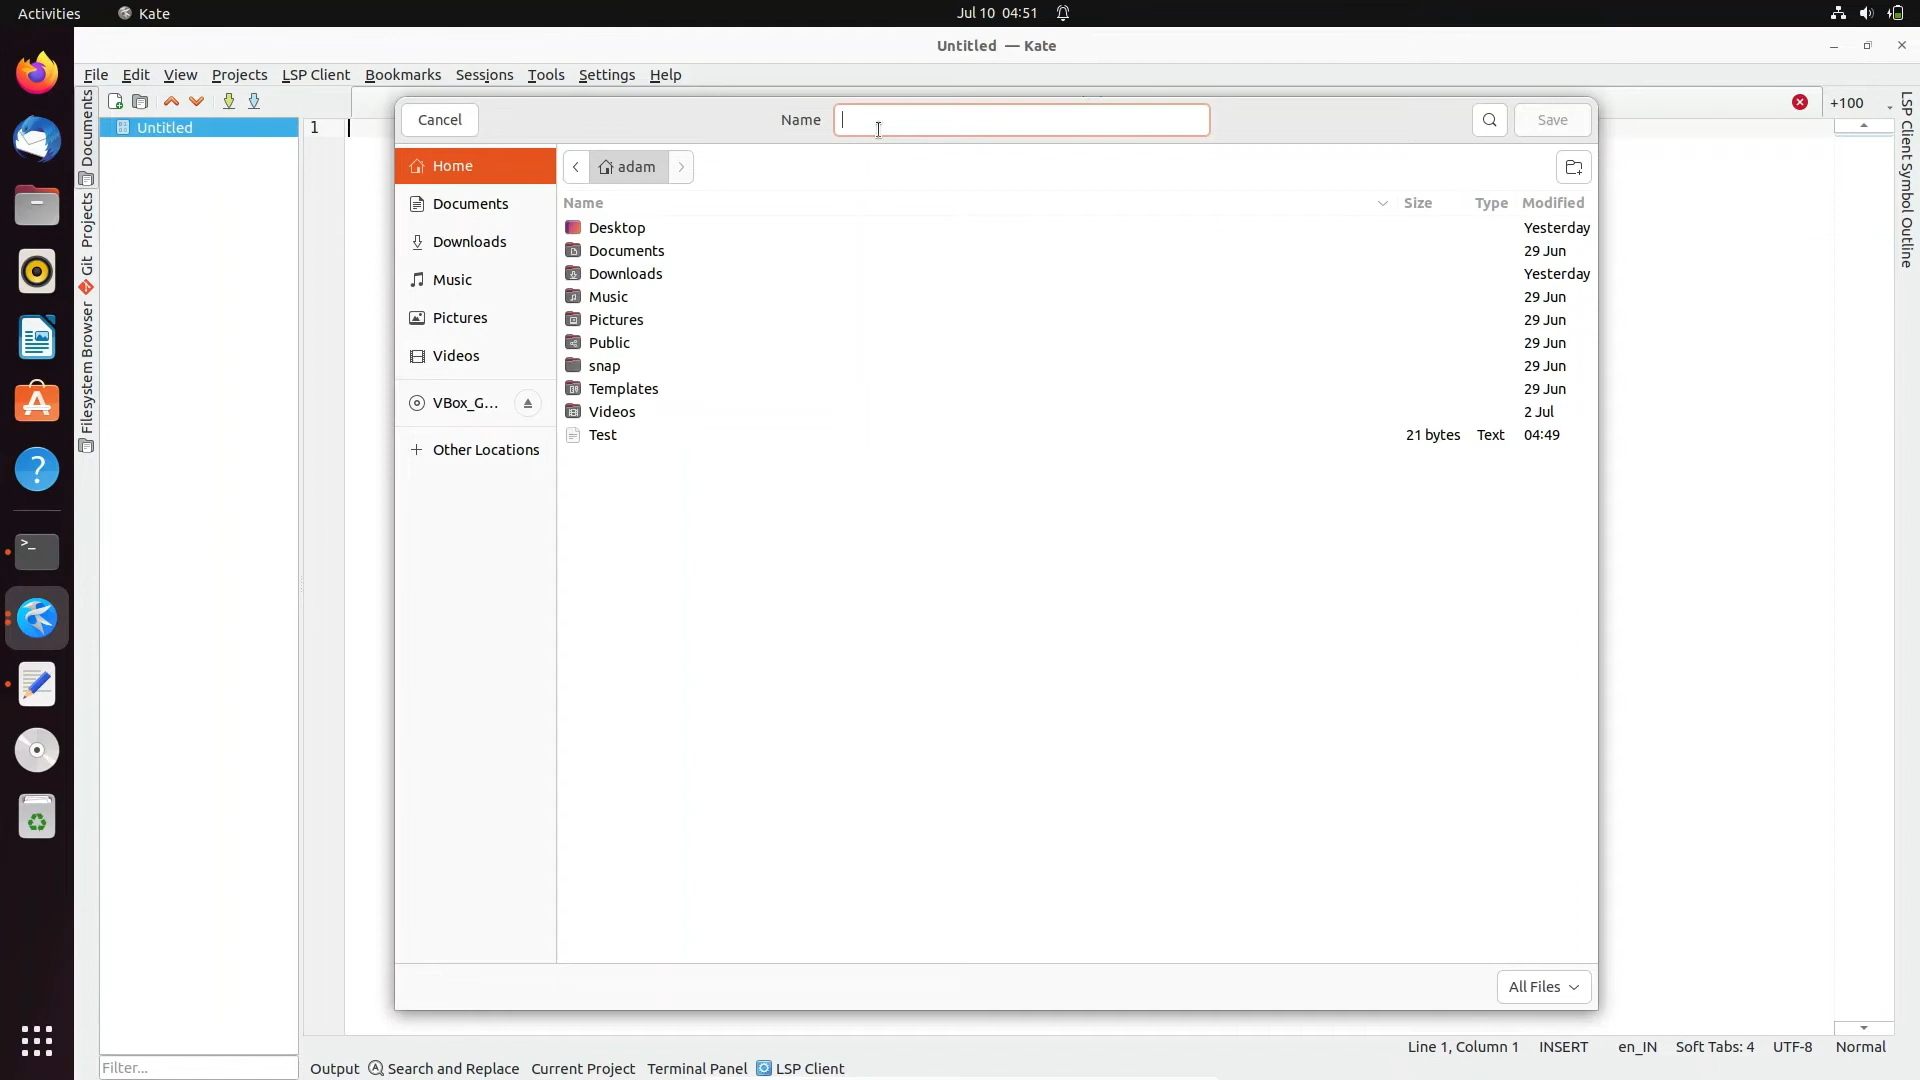 Activities Kate Jul 10 04:51
Untitled — Kate
File Edit View Projects LSP Client Bookmarks Sessions Tools Settings Help
+100
Untitled
1
Documents
Projects
Git
Filesystem Browser
LSP Client Symbol Outline
Cancel Name Save
Home
Documents
Downloads
Music
Pictures
Videos
VBox_G...
Other Locations
adam
Name Size Type Modified
Desktop Yesterday
Documents 29 Jun
Downloads Yesterday
Music 29 Jun
Pictures 29 Jun
Public 29 Jun
snap 29 Jun
Templates 29 Jun
Videos 2 Jul
Test 21 bytes Text 04:49
All Files
Line 1, Column 1 INSERT en_IN Soft Tabs: 4 UTF-8 Normal
Filter...
Output Search and Replace Current Project Terminal Panel LSP Client